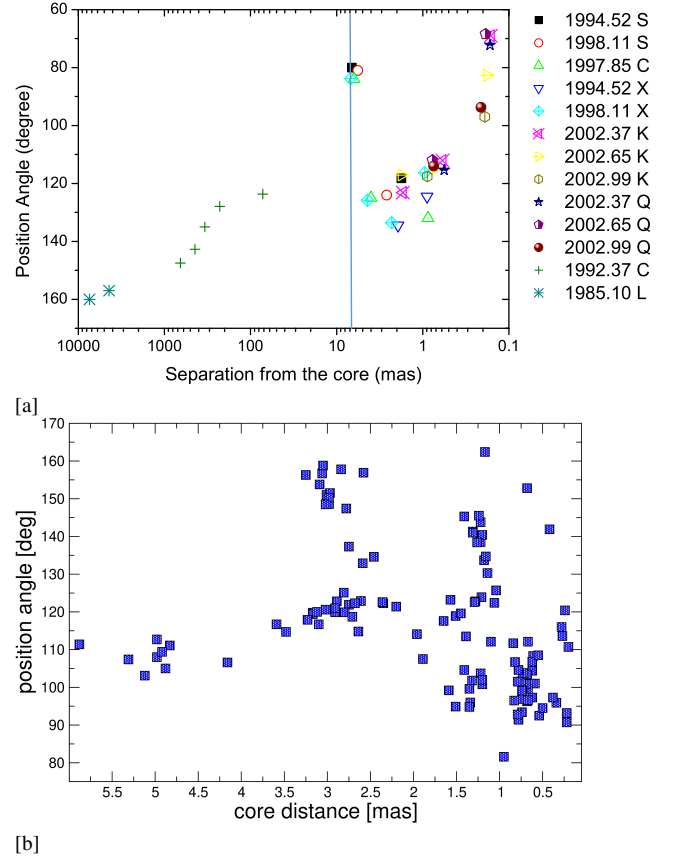 60
80
100
120
140
160
Position Angle (degree)
10000 1000 100 10 1 0.1
Separation from the core (mas)
1994.52 S
1998.11 S
1997.85 C
1994.52 X
1998.11 X
2002.37 K
2002.65 K
2002.99 K
2002.37 Q
2002.65 Q
2002.99 Q
1992.37 C
1985.10 L
[a]
170
160
150
140
130
120
110
100
90
80
position angle [deg]
5.5 5 4.5 4 3.5 3 2.5 2 1.5 1 0.5
core distance [mas]
[b]